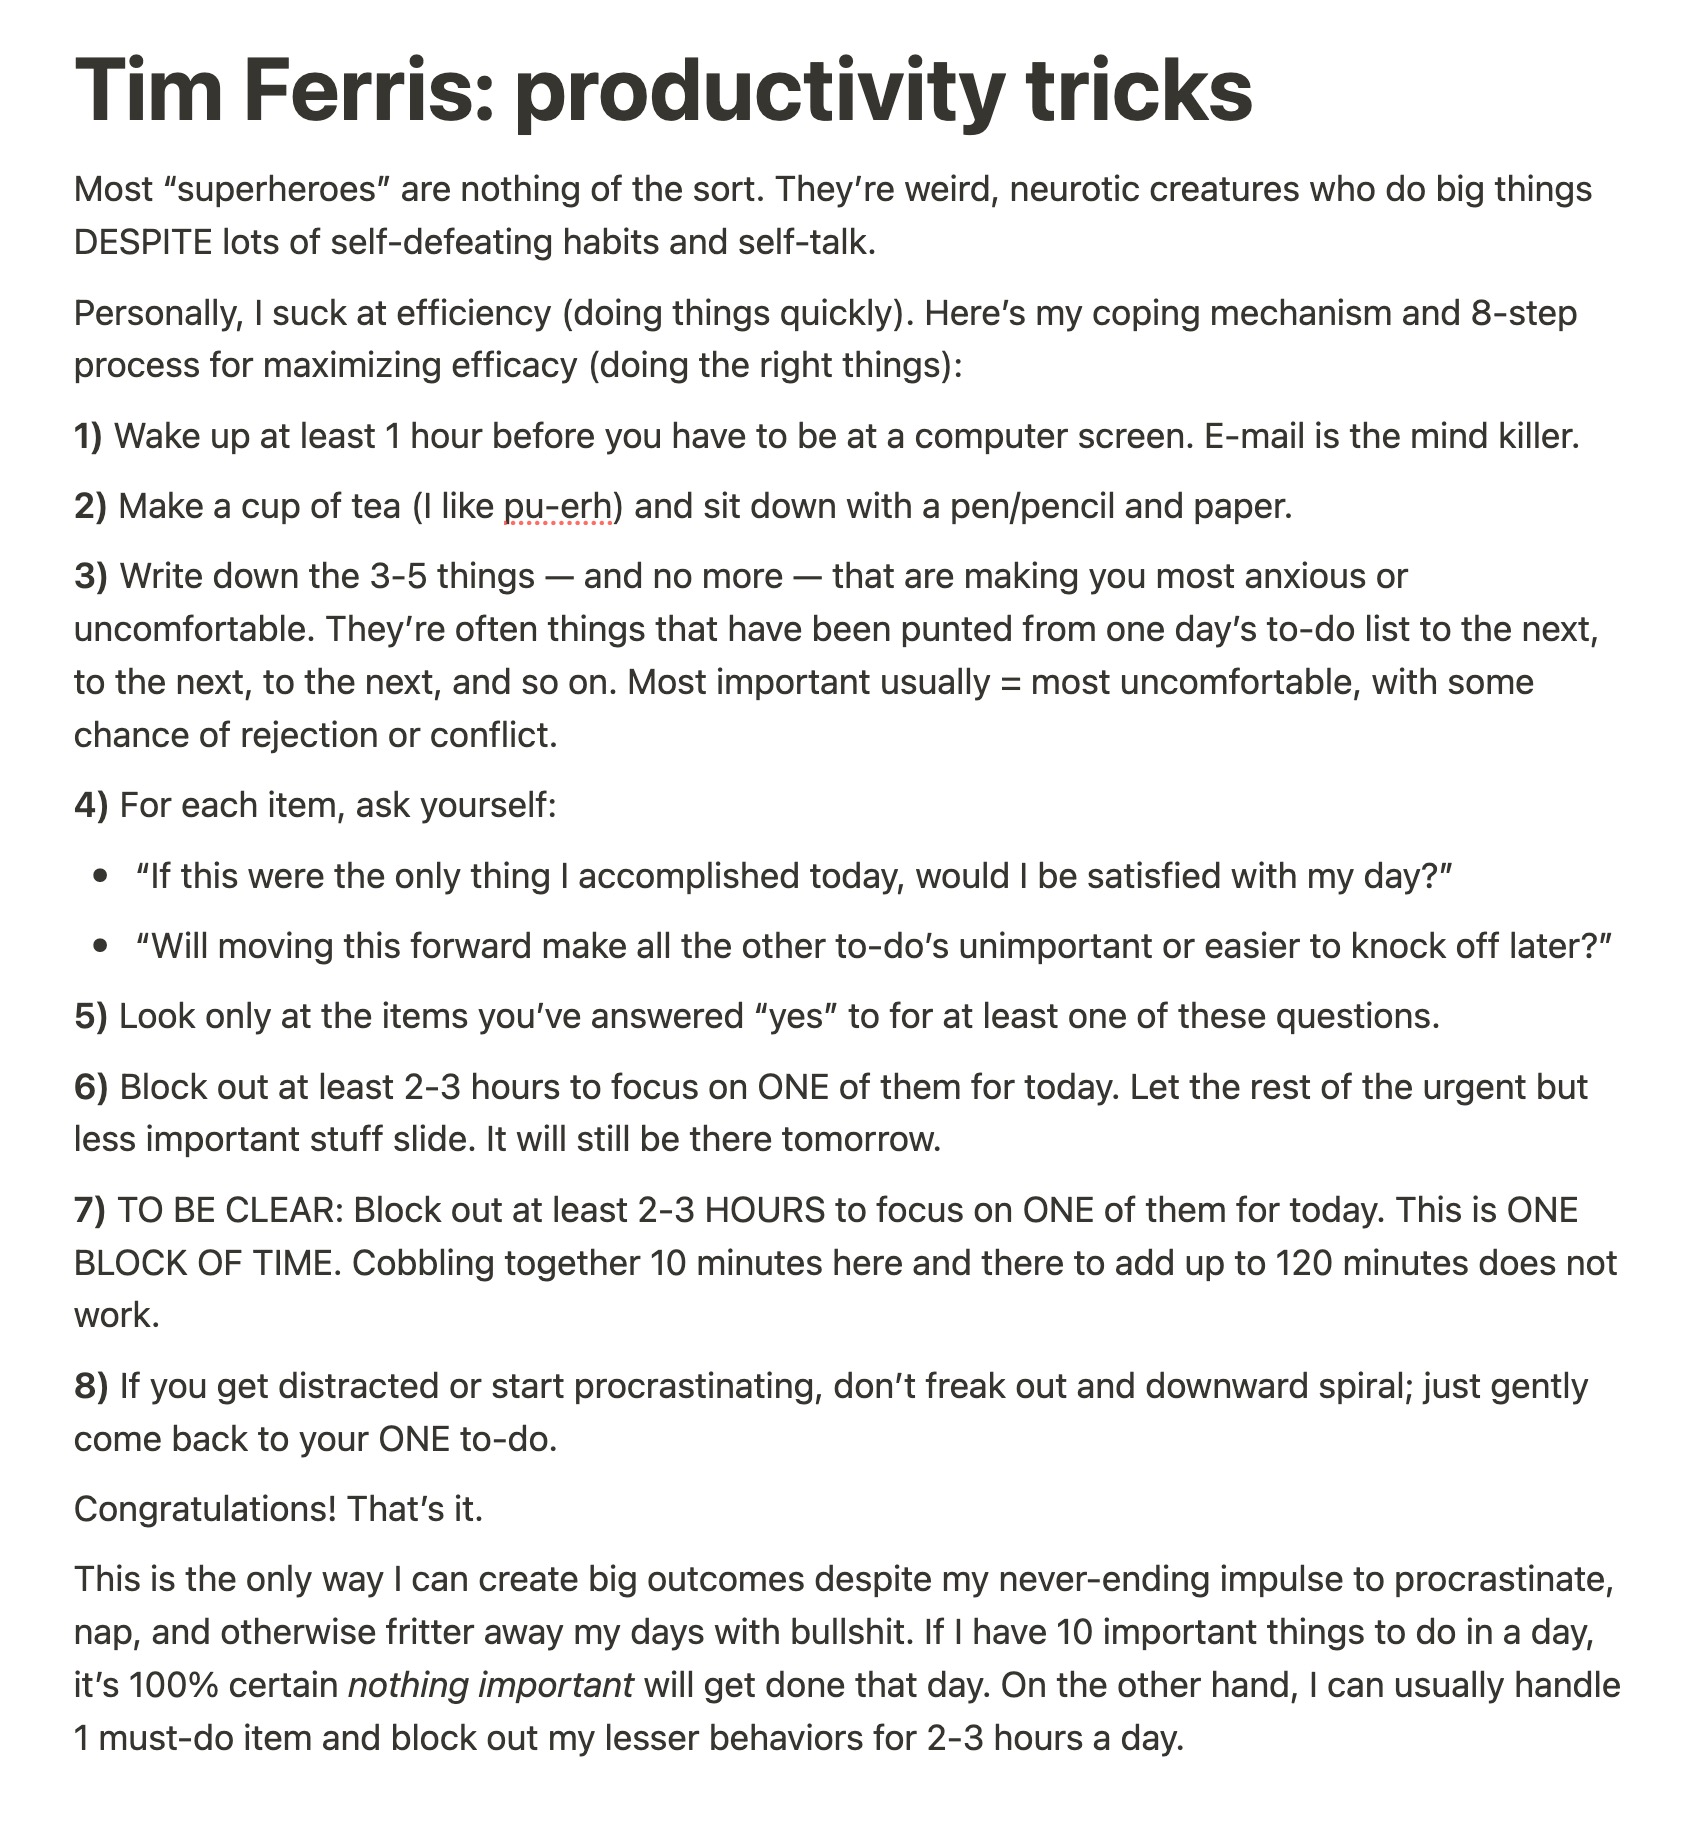 Tim Ferris: productivity tricks
Most “superheroes” are nothing of the sort. They’re weird, neurotic creatures who do big things
DESPITE lots of self-defeating habits and self-talk.
Personally, I suck at efficiency (doing things quickly). Here’s my coping mechanism and 8-step
process for maximizing efficacy (doing the right things):
1) Wake up at least 1 hour before you have to be at a computer screen. E-mail is the mind killer.
2) Make a cup of tea (I like pu-erh) and sit down with a pen/pencil and paper.
3) Write down the 3-5 things — and no more — that are making you most anxious or
uncomfortable. They’re often things that have been punted from one day’s to-do list to the next,
to the next, to the next, and so on. Most important usually = most uncomfortable, with some
chance of rejection or conflict.
4) For each item, ask yourself:
• “If this were the only thing I accomplished today, would I be satisfied with my day?”
• “Will moving this forward make all the other to-do’s unimportant or easier to knock off later?”
5) Look only at the items you’ve answered “yes” to for at least one of these questions.
6) Block out at least 2-3 hours to focus on ONE of them for today. Let the rest of the urgent but
less important stuff slide. It will still be there tomorrow.
7) TO BE CLEAR: Block out at least 2-3 HOURS to focus on ONE of them for today. This is ONE
BLOCK OF TIME. Cobbling together 10 minutes here and there to add up to 120 minutes does not
work.
8) If you get distracted or start procrastinating, don’t freak out and downward spiral; just gently
come back to your ONE to-do.
Congratulations! That’s it.
This is the only way I can create big outcomes despite my never-ending impulse to procrastinate,
nap, and otherwise fritter away my days with bullshit. If I have 10 important things to do in a day,
it’s 100% certain nothing important will get done that day. On the other hand, I can usually handle
1 must-do item and block out my lesser behaviors for 2-3 hours a day.